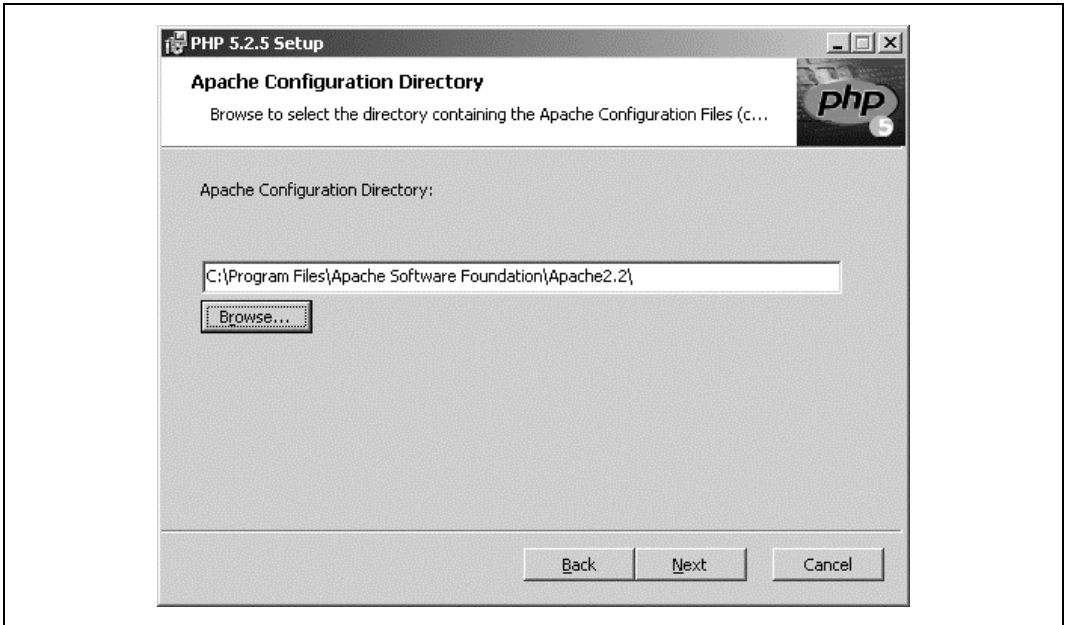 PHP 5.2.5 Setup
Apache Configuration Directory
Browse to select the directory containing the Apache Configuration Files (c...
php
5
Apache Configuration Directory:
C:\Program Files\Apache Software Foundation\Apache2.2\
Browse...
Back
Next
Cancel